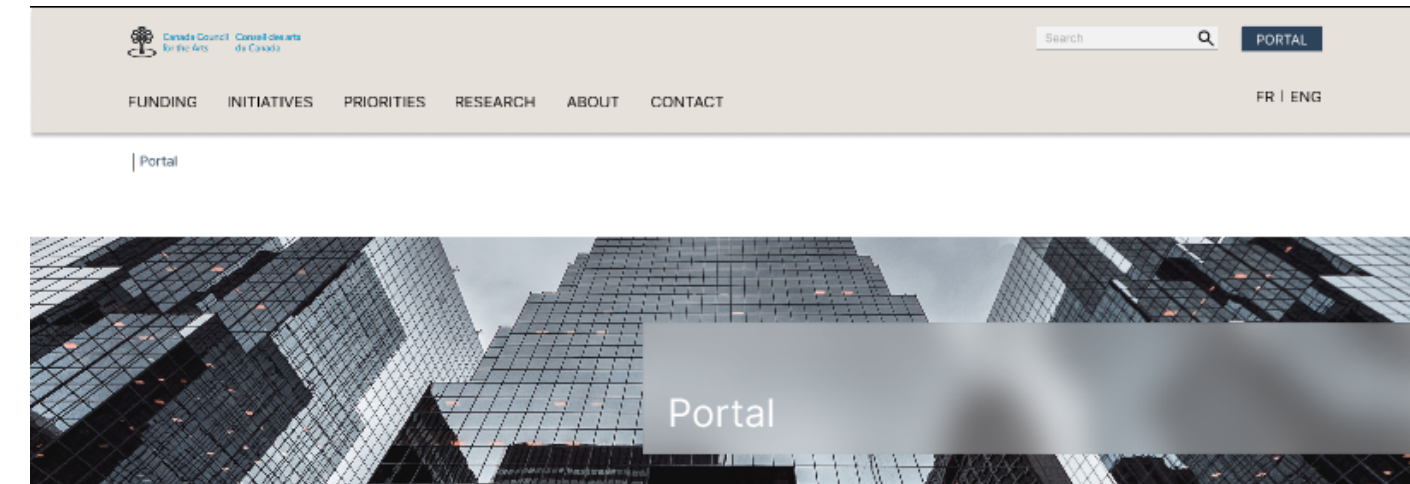 Canada Council Conseil des arts
for the Arts du Canada
Search
PORTAL
FUNDING INITIATIVES PRIORITIES RESEARCH ABOUT CONTACT
FR | ENG
Portal
Portal